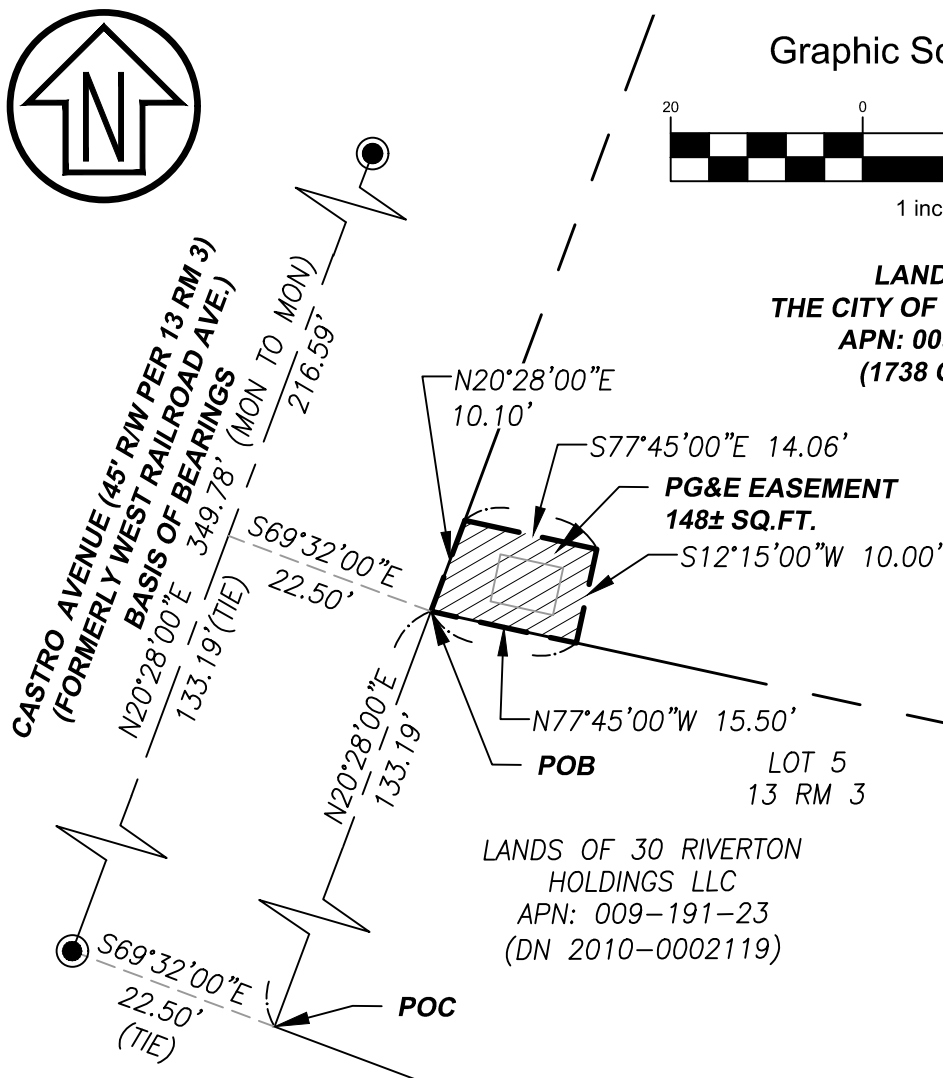 N
Graphic Sc
20 0
1 inc
LAND
THE CITY OF
APN: 009
(1738
CASTRO AVENUE (45' R/W PER 13 RM 3)
(FORMERLY WEST RAILROAD AVE.)
BASIS OF BEARINGS
N20°28'00"E 349.78' (MON TO MON)
216.59'
133.19'(TIE)
N20°28'00"E
10.10'
S77°45'00"E 14.06'
PG&E EASEMENT
148± SQ.FT.
S12°15'00"W 10.00'
S69°32'00"E
22.50'
N20°28'00"E
133.19'
N77°45'00"W 15.50'
POB
LOT 5
13 RM 3
LANDS OF 30 RIVERTON
HOLDINGS LLC
APN: 009-191-23
(DN 2010-0002119)
S69°32'00"E
22.50'
(TIE)
POC